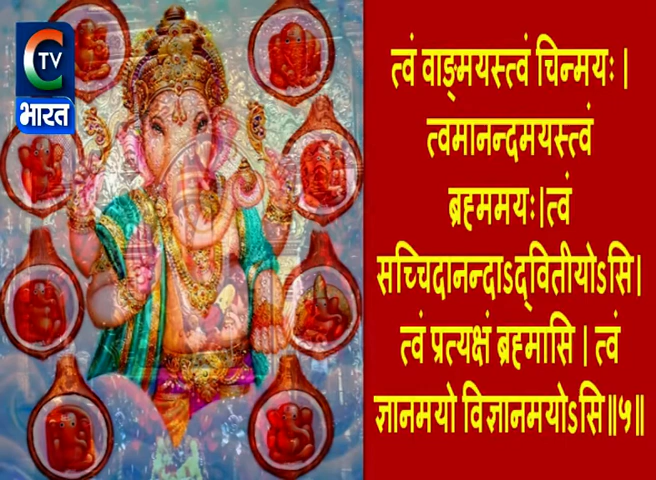 C
TV
भारत
त्वं वाङ्मयस्त्वं चिन्मयः |
त्वमानन्दमयस्त्वं
ब्रह्ममयः|त्वं
सच्चिदानन्दाऽद्वितीयोऽसि|
त्वं प्रत्यक्षं ब्रह्मासि | त्वं
ज्ञानमयो विज्ञानमयोऽसि॥५॥